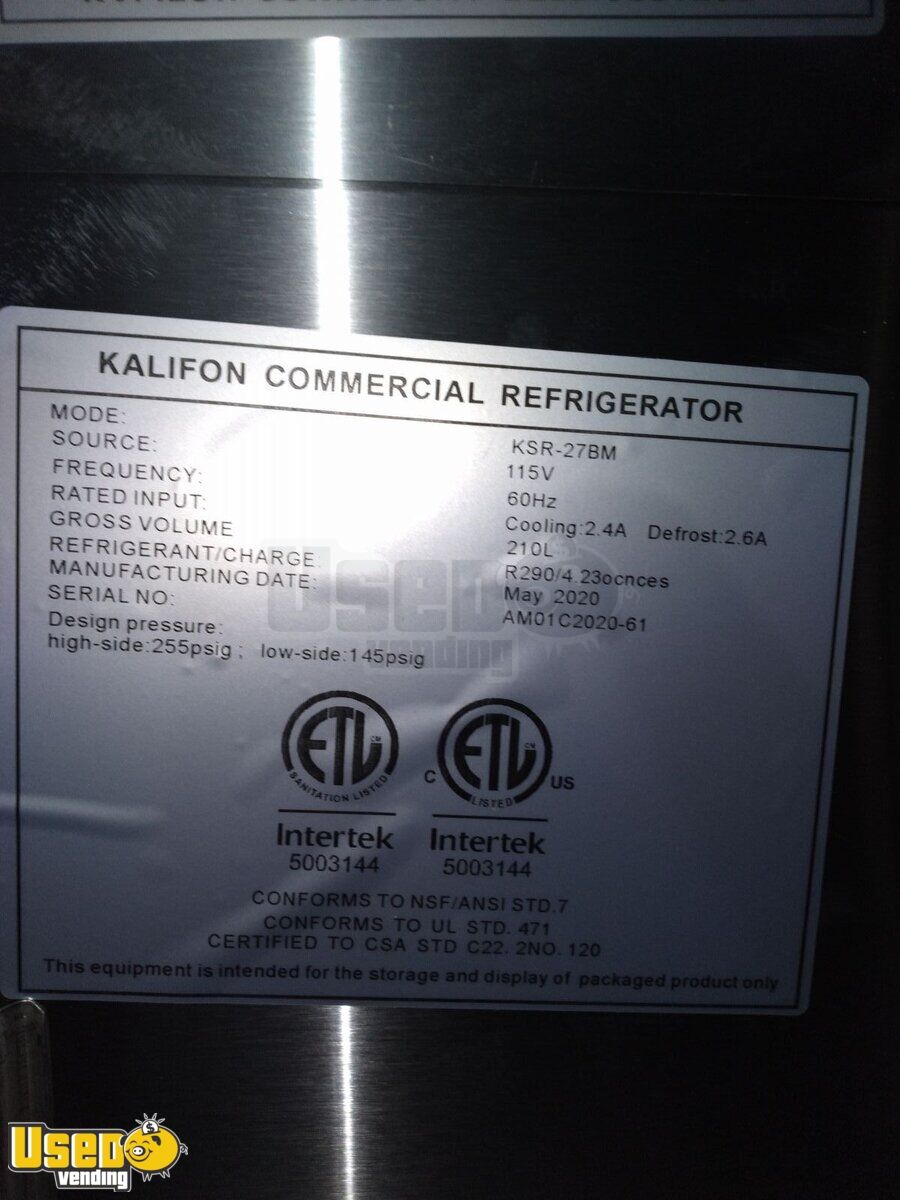 KALIFON COMMERCIAL REFRIGERATOR
MODE: KSR-27BM
SOURCE: 115V
FREQUENCY: 60Hz
RATED INPUT: Cooling:2.4A Defrost:2.6A
GROSS VOLUME 210L
REFRIGERANT/CHARGE: R290/4.23ocnces
MANUFACTURING DATE: May 2020
SERIAL NO: AM01C2020-61
Design pressure:
high-side:255psig ; low-side:145psig
Used
vending
ETL CM
SANITATION LISTED
Intertek
5003144
C ETL CM US
LISTED
Intertek
5003144
CONFORMS TO NSF/ANSI STD.7
CONFORMS TO UL STD. 471
CERTIFIED TO CSA STD C22. 2NO. 120
This equipment is intended for the storage and display of packaged product only
Used
vending